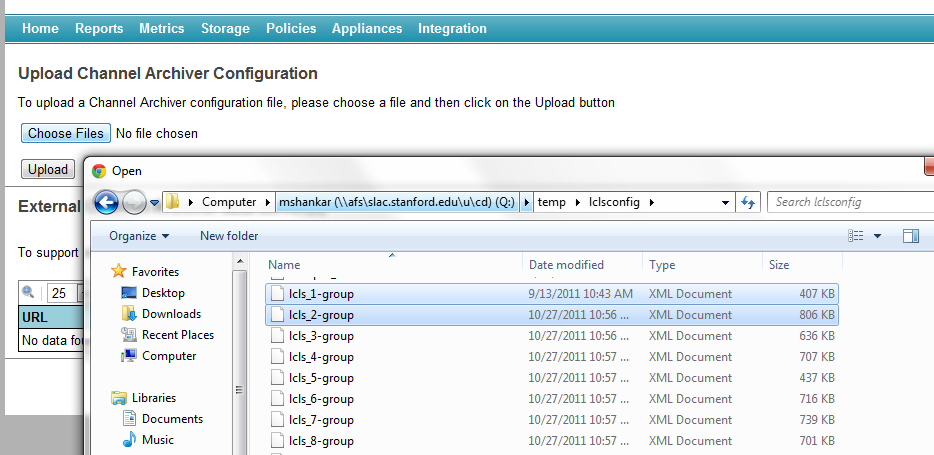 Home Reports Metrics Storage Policies Appliances Integration
Upload Channel Archiver Configuration
To upload a Channel Archiver configuration file, please choose a file and then click on the Upload button
Choose Files No file chosen
Upload
External
To support
25
URL
No data fou
Open
Computer mshankar (\\afs\slac.stanford.edu\u\cd) (Q:) temp lclsconfig
Search lclsconfig
Organize New folder
Favorites
Desktop
Downloads
Recent Places
Computer
Libraries
Documents
Music
Name Date modified Type Size
lcls_1-group 9/13/2011 10:43 AM XML Document 407 KB
lcls_2-group 10/27/2011 10:56 ... XML Document 806 KB
lcls_3-group 10/27/2011 10:56 ... XML Document 636 KB
lcls_4-group 10/27/2011 10:57 ... XML Document 707 KB
lcls_5-group 10/27/2011 10:57 ... XML Document 437 KB
lcls_6-group 10/27/2011 10:57 ... XML Document 716 KB
lcls_7-group 10/27/2011 10:57 ... XML Document 739 KB
lcls_8-group 10/27/2011 10:57 ... XML Document 701 KB